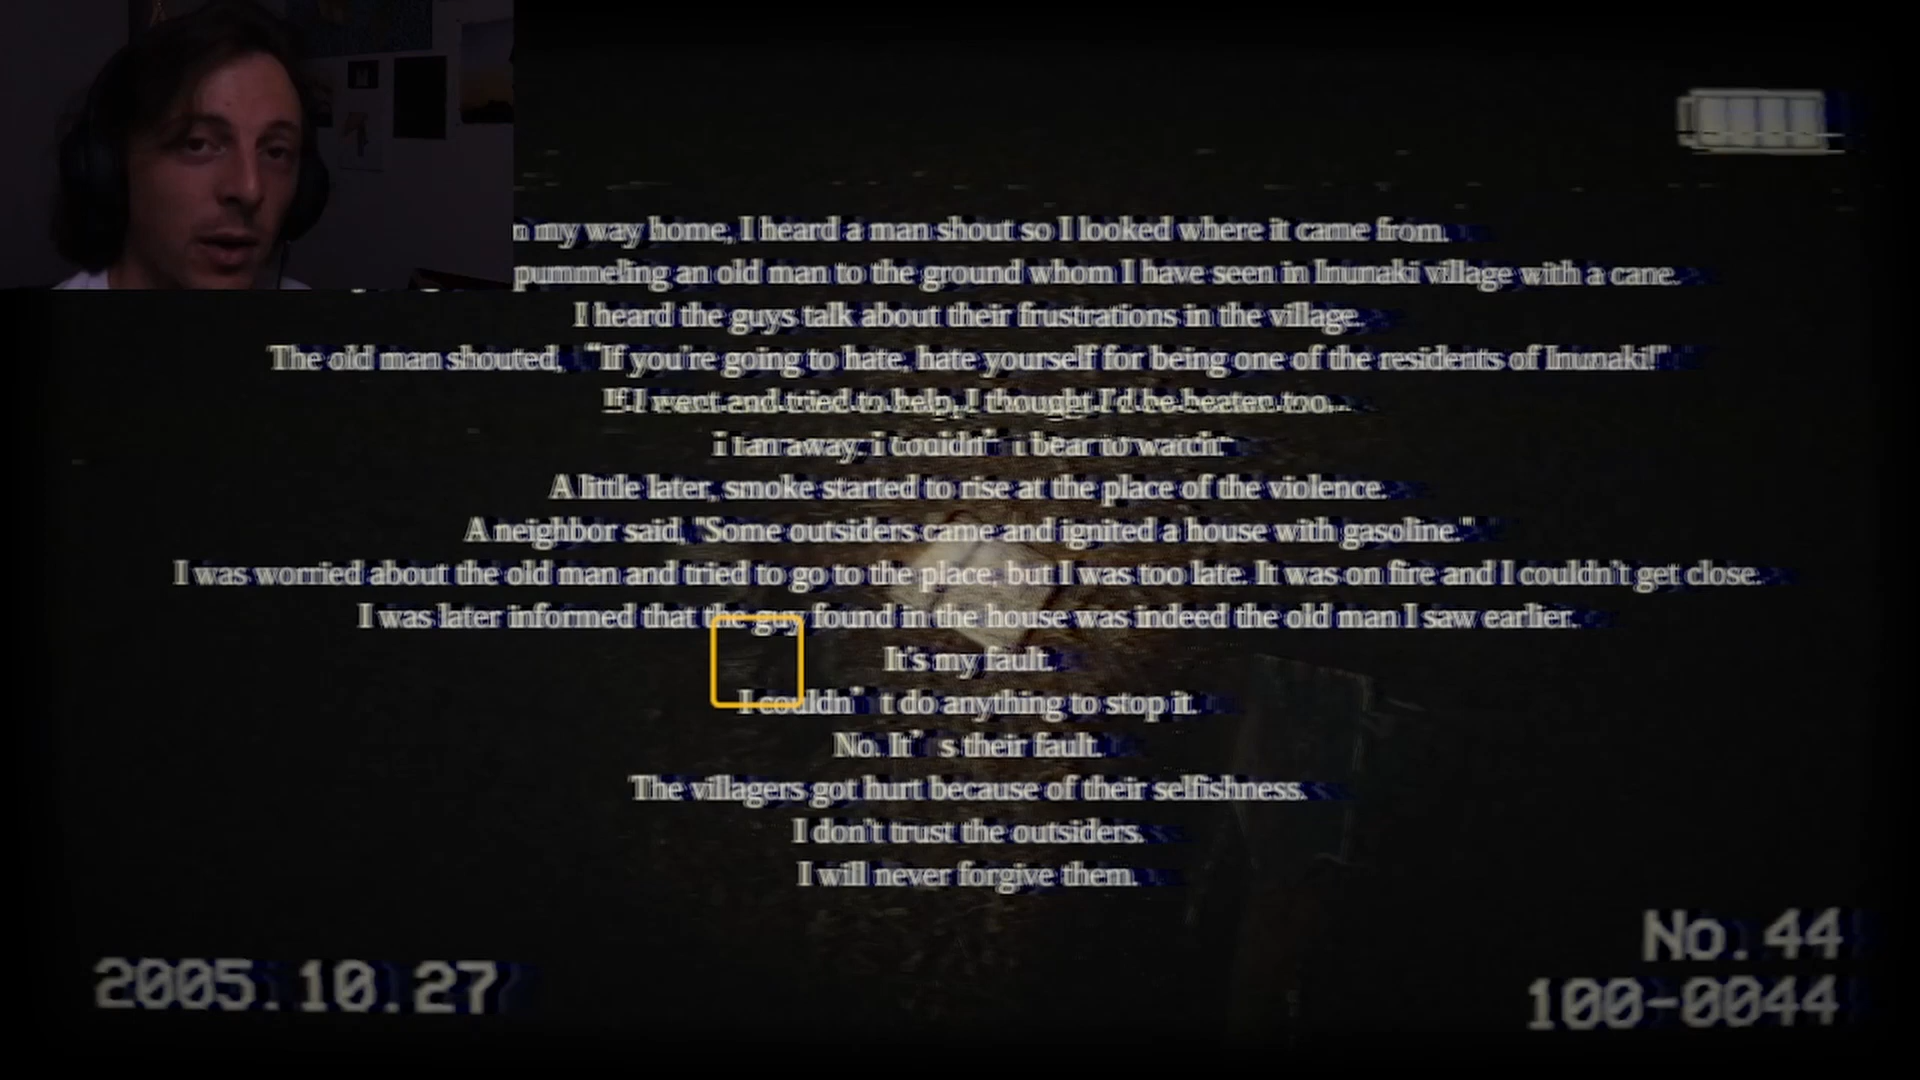 my way home, I heard a man shout so I looked where it came from.
pummeling an old man to the ground whom I have seen in Inunaki village with a cane.
I heard the guys talk about their frustrations in the village.
The old man shouted, “If you're going to hate, hate yourself for being one of the residents of Inunaki!"
If I went and tried to help, I thought I'd be beaten too...
I ran away. I couldn’t bear to watch.
A little later, smoke started to rise at the place of the violence.
A neighbor said, "Some outsiders came and ignited a house with gasoline."
I was worried about the old man and tried to go to the place, but I was too late. It was on fire and I couldn't get close.
I was later informed that the guy found in the house was indeed the old man I saw earlier.
It's my fault.
I couldn’t do anything to stop it.
No. It’s their fault.
The villagers got hurt because of their selfishness.
I don't trust the outsiders.
I will never forgive them.
No.44
2005.10.27
100-0044